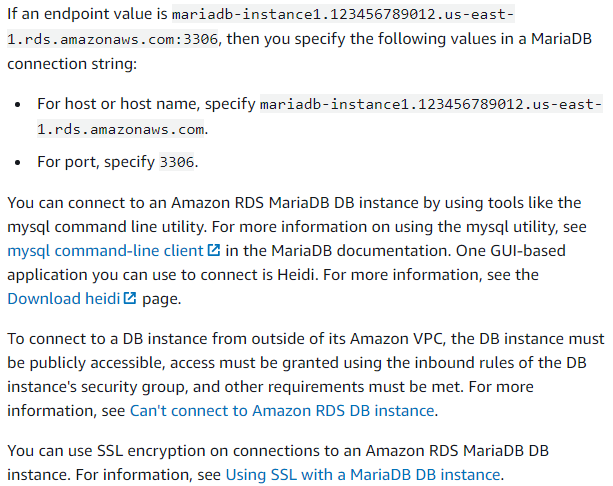 If an endpoint value is mariadb-instance1.123456789012.us-east-
1.rds.amazonaws.com:3306, then you specify the following values in a MariaDB
connection string:
• For host or host name, specify mariadb-instance1.123456789012.us-east-
1.rds.amazonaws.com.
• For port, specify 3306.
You can connect to an Amazon RDS MariaDB DB instance by using tools like the
mysql command line utility. For more information on using the mysql utility, see
mysql command-line client in the MariaDB documentation. One GUI-based
application you can use to connect is Heidi. For more information, see the
Download heidi page.
To connect to a DB instance from outside of its Amazon VPC, the DB instance must
be publicly accessible, access must be granted using the inbound rules of the DB
instance's security group, and other requirements must be met. For more
information, see Can't connect to Amazon RDS DB instance.
You can use SSL encryption on connections to an Amazon RDS MariaDB DB
instance. For information, see Using SSL with a MariaDB DB instance.